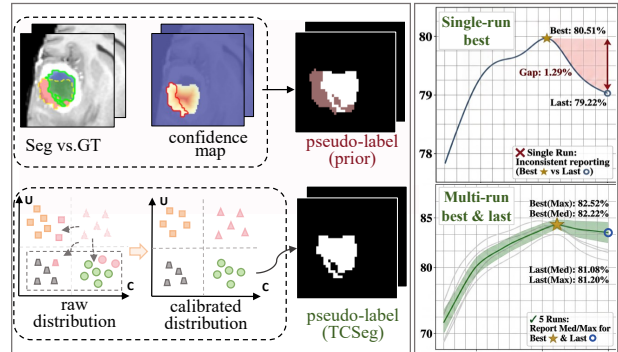 Seg vs.GT
confidence
map
pseudo-label
(prior)
U
C
raw
distribution
U
C
calibrated
distribution
pseudo-label
(TCSeg)
Single-run
best
Best: 80.51%
Gap: 1.29%
Last: 79.22%
80
79
78
✗ Single Run:
Inconsistent reporting
(Best ★ vs Last ○)
Multi-run
best & last
Best(Max): 82.52%
Best(Med): 82.22%
Last(Med): 81.08%
Last(Max): 81.20%
85
80
70
✓ 5 Runs:
Report Med/Max for
Best ★ & Last ○